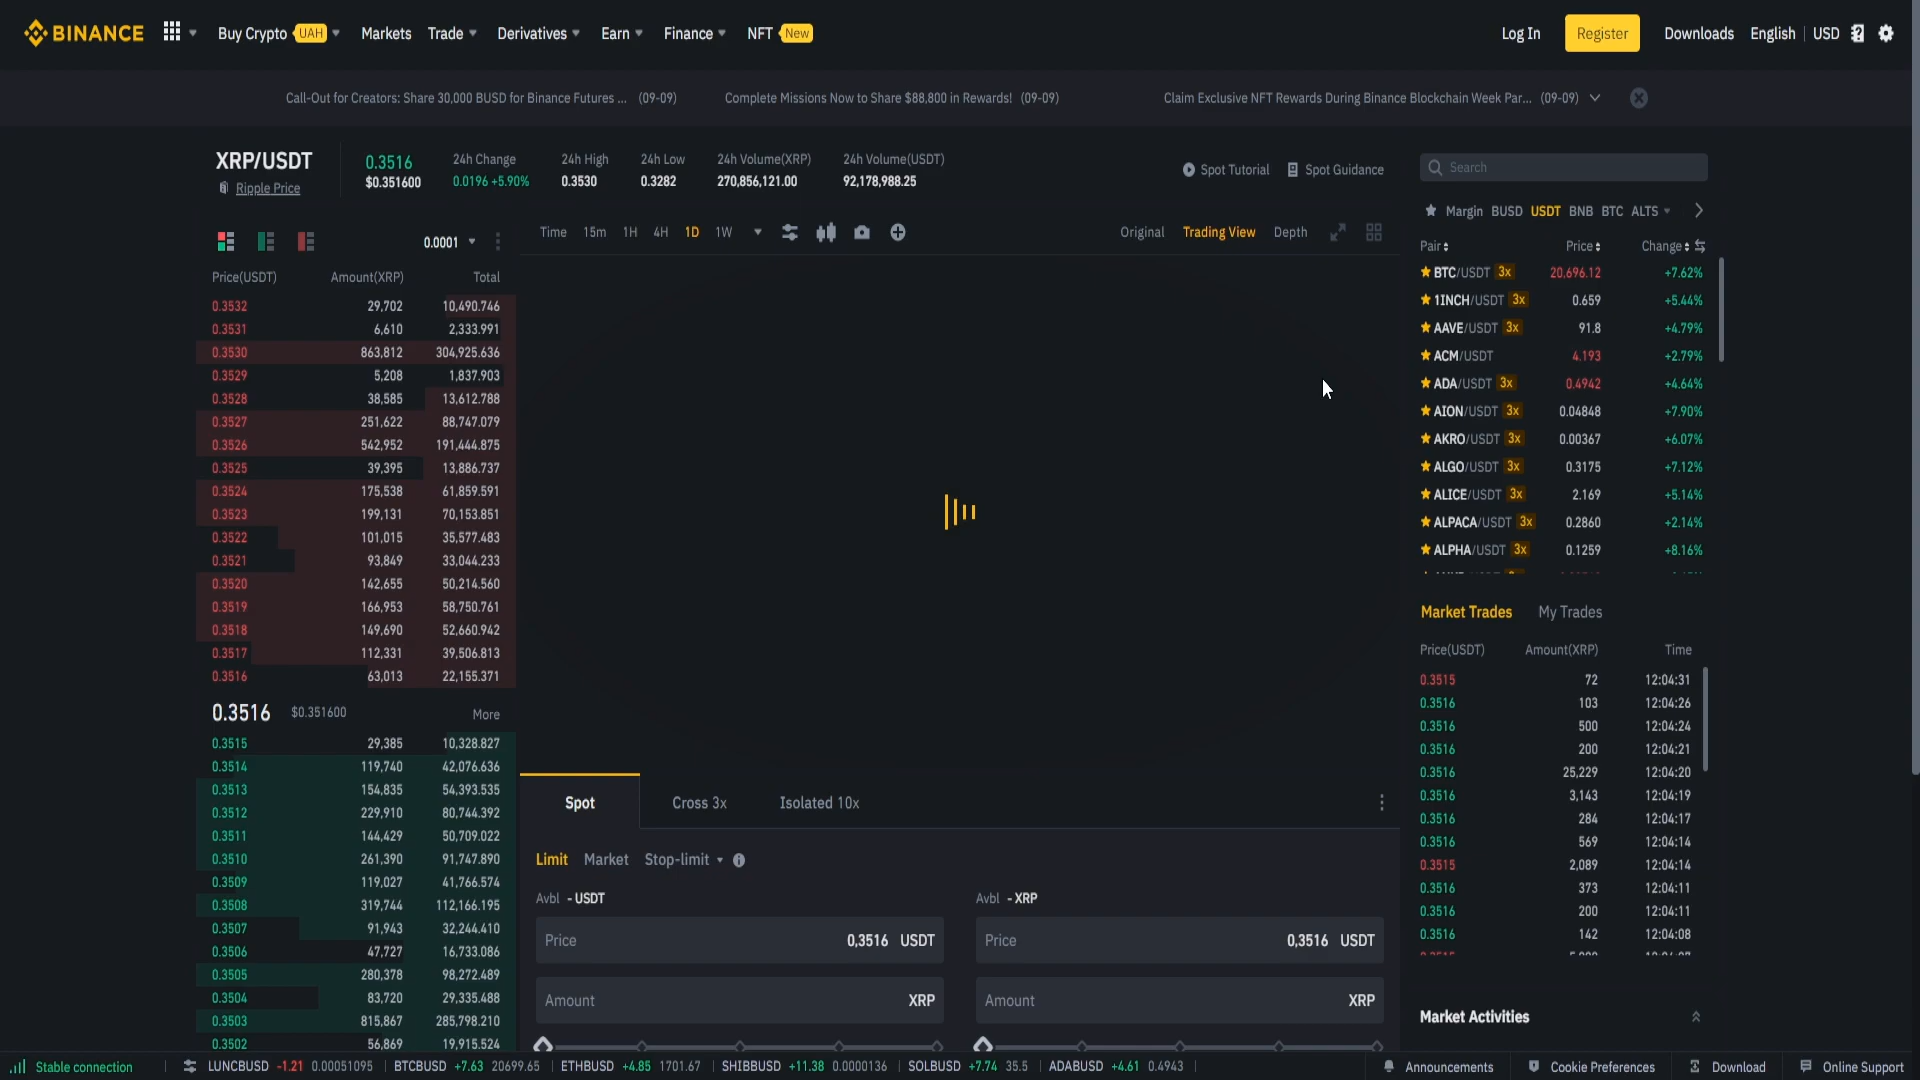 BINANCE
Buy Crypto UAH Markets Trade Derivatives Earn Finance NFT New
Log In Register Downloads English USD
Call-Out for Creators: Share 30,000 BUSD for Binance Futures ... (09-09) Complete Missions Now to Share $88,800 in Rewards! (09-09) Claim Exclusive NFT Rewards During Binance Blockchain Week Par... (09-09)
XRP/USDT
Ripple Price
0.3516
$0.351600
24h Change
0.0196 +5.90%
24h High
0.3530
24h Low
0.3282
24h Volume(XRP)
270,856,121.00
24h Volume(USDT)
92,178,988.25
Spot Tutorial Spot Guidance
0.0001
Price(USDT) Amount(XRP) Total
0.3532 29,702 10,490.746
0.3531 6,610 2,333.991
0.3530 863,812 304,925.636
0.3529 5,208 1,837.903
0.3528 38,585 13,612.788
0.3527 251,622 88,747.079
0.3526 542,952 191,444.875
0.3525 39,395 13,886.737
0.3524 175,538 61,859.591
0.3523 199,131 70,153.851
0.3522 101,015 35,577.483
0.3521 93,849 33,044.233
0.3520 142,655 50,214.560
0.3519 166,953 58,750.761
0.3518 149,690 52,660.942
0.3517 112,331 39,506.813
0.3516 63,013 22,155.371
0.3516 $0.351600 More
0.3515 29,385 10,328.827
0.3514 119,740 42,076.636
0.3513 154,835 54,393.535
0.3512 229,910 80,744.392
0.3511 144,429 50,709.022
0.3510 261,390 91,747.890
0.3509 119,027 41,766.574
0.3508 319,744 112,166.195
0.3507 91,943 32,244.410
0.3506 47,727 16,733.086
0.3505 280,378 98,272.489
0.3504 83,720 29,335.488
0.3503 815,867 285,798.210
0.3502 56,869 19,915.524
Time 15m 1H 4H 1D 1W
Original Trading View Depth
Spot Cross 3x Isolated 10x
Limit Market Stop-limit
Avbl - USDT
Price 0,3516 USDT
Amount XRP
Avbl - XRP
Price 0,3516 USDT
Amount XRP
Search
Margin BUSD USDT BNB BTC ALTS
Pair Price Change
BTC/USDT 3x 20,696.12 +7.62%
1INCH/USDT 3x 0.659 +5.44%
AAVE/USDT 3x 91.8 +4.79%
ACM/USDT 4.193 +2.79%
ADA/USDT 3x 0.4942 +4.64%
AION/USDT 3x 0.04848 +7.90%
AKRO/USDT 3x 0.00367 +6.07%
ALGO/USDT 3x 0.3175 +7.12%
ALICE/USDT 3x 2.169 +5.14%
ALPACA/USDT 3x 0.2860 +2.14%
ALPHA/USDT 3x 0.1259 +8.16%
Market Trades My Trades
Price(USDT) Amount(XRP) Time
0.3515 72 12:04:31
0.3516 103 12:04:26
0.3516 500 12:04:24
0.3516 200 12:04:21
0.3516 25,229 12:04:20
0.3516 3,143 12:04:19
0.3516 284 12:04:17
0.3516 569 12:04:14
0.3515 2,089 12:04:14
0.3516 373 12:04:11
0.3516 200 12:04:11
0.3516 142 12:04:08
Market Activities
Stable connection LUNCBUSD -1.21 0.00051095 BTCBUSD +7.63 20699.65 ETHBUSD +4.85 1701.67 SHIBBUSD +11.38 0.0000136 SOLBUSD +7.74 35.5 ADABUSD +4.61 0.4943
Announcements Cookie Preferences Download Online Support